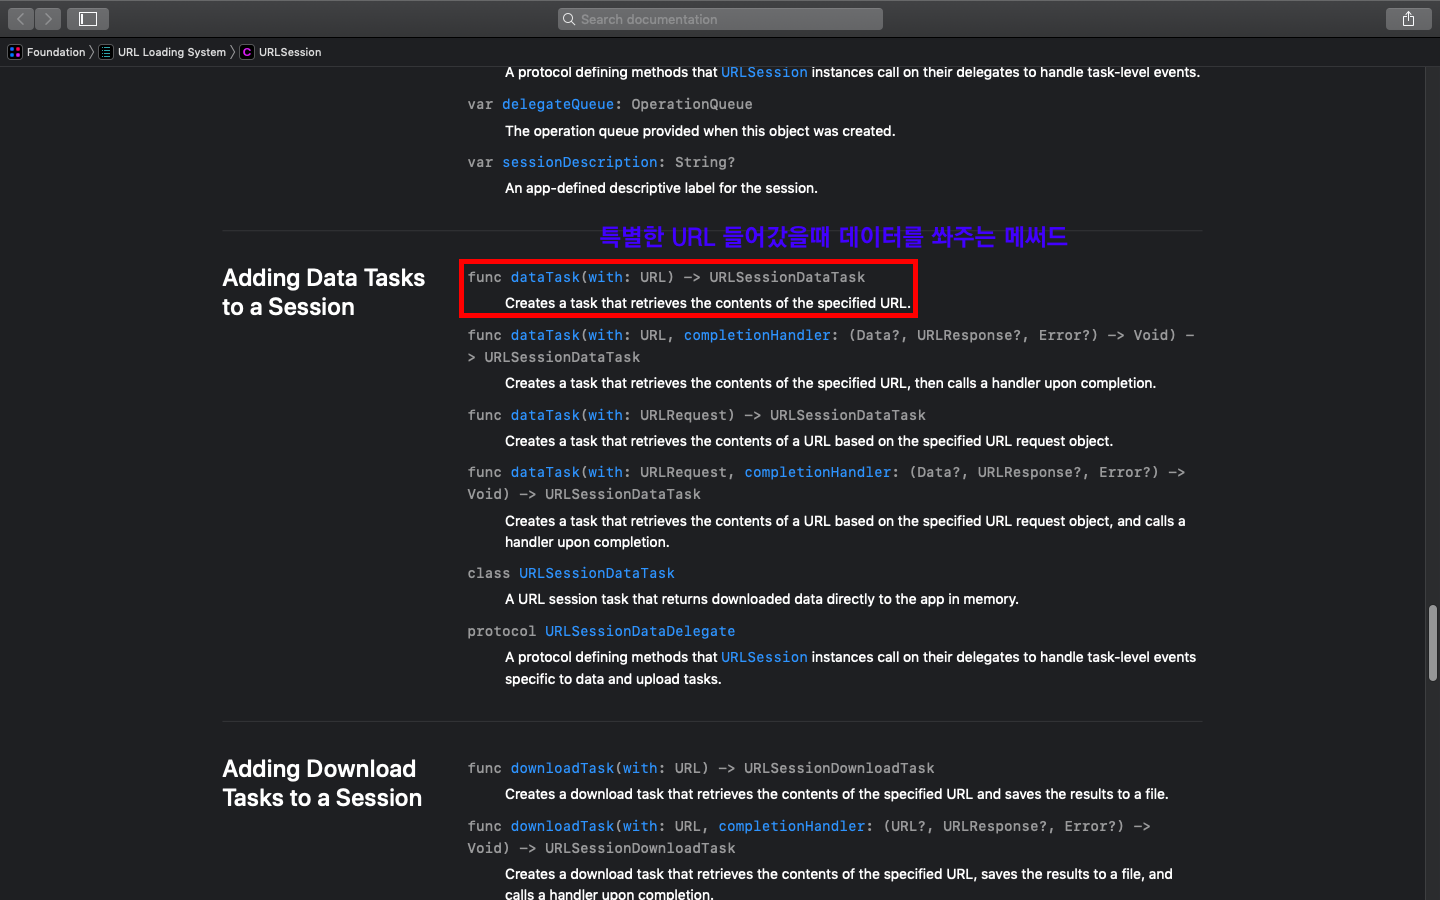 Search documentation
Foundation
URL Loading System
C URLSession
A protocol defining methods that URLSession instances call on their delegates to handle task-level events.
var delegateQueue: OperationQueue
The operation queue provided when this object was created.
var sessionDescription: String?
An app-defined descriptive label for the session.
특별한 URL 들어갔을때 데이터를 쏴주는 메써드
Adding Data Tasks
to a Session
func dataTask(with: URL) -> URLSessionDataTask
Creates a task that retrieves the contents of the specified URL.
func dataTask(with: URL, completionHandler: (Data?, URLResponse?, Error?) -> Void) -
> URLSessionDataTask
Creates a task that retrieves the contents of the specified URL, then calls a handler upon completion.
func dataTask(with: URLRequest) -> URLSessionDataTask
Creates a task that retrieves the contents of a URL based on the specified URL request object.
func dataTask(with: URLRequest, completionHandler: (Data?, URLResponse?, Error?) ->
Void) -> URLSessionDataTask
Creates a task that retrieves the contents of a URL based on the specified URL request object, and calls a
handler upon completion.
class URLSessionDataTask
A URL session task that returns downloaded data directly to the app in memory.
protocol URLSessionDataDelegate
A protocol defining methods that URLSession instances call on their delegates to handle task-level events
specific to data and upload tasks.
Adding Download
Tasks to a Session
func downloadTask(with: URL) -> URLSessionDownloadTask
Creates a download task that retrieves the contents of the specified URL and saves the results to a file.
func downloadTask(with: URL, completionHandler: (URL?, URLResponse?, Error?) ->
Void) -> URLSessionDownloadTask
Creates a download task that retrieves the contents of the specified URL, saves the results to a file, and
calls a handler upon completion.